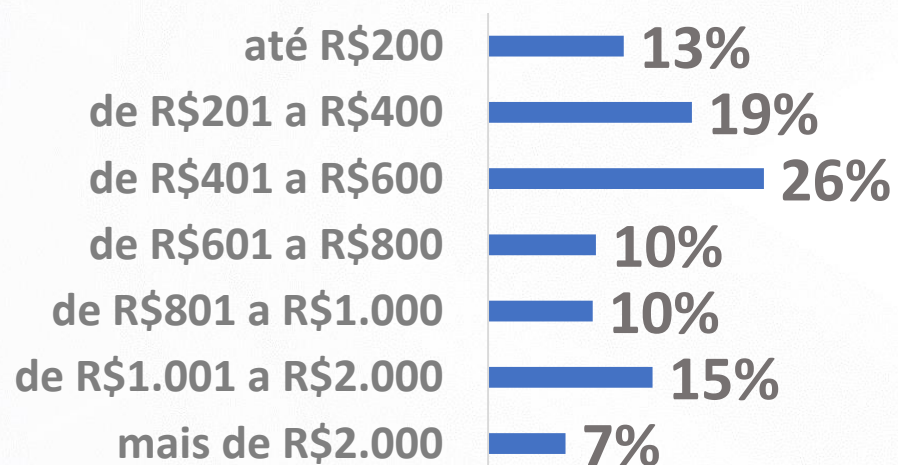 até R$200 13%
de R$201 a R$400 19%
de R$401 a R$600 26%
de R$601 a R$800 10%
de R$801 a R$1.000 10%
de R$1.001 a R$2.000 15%
mais de R$2.000 7%